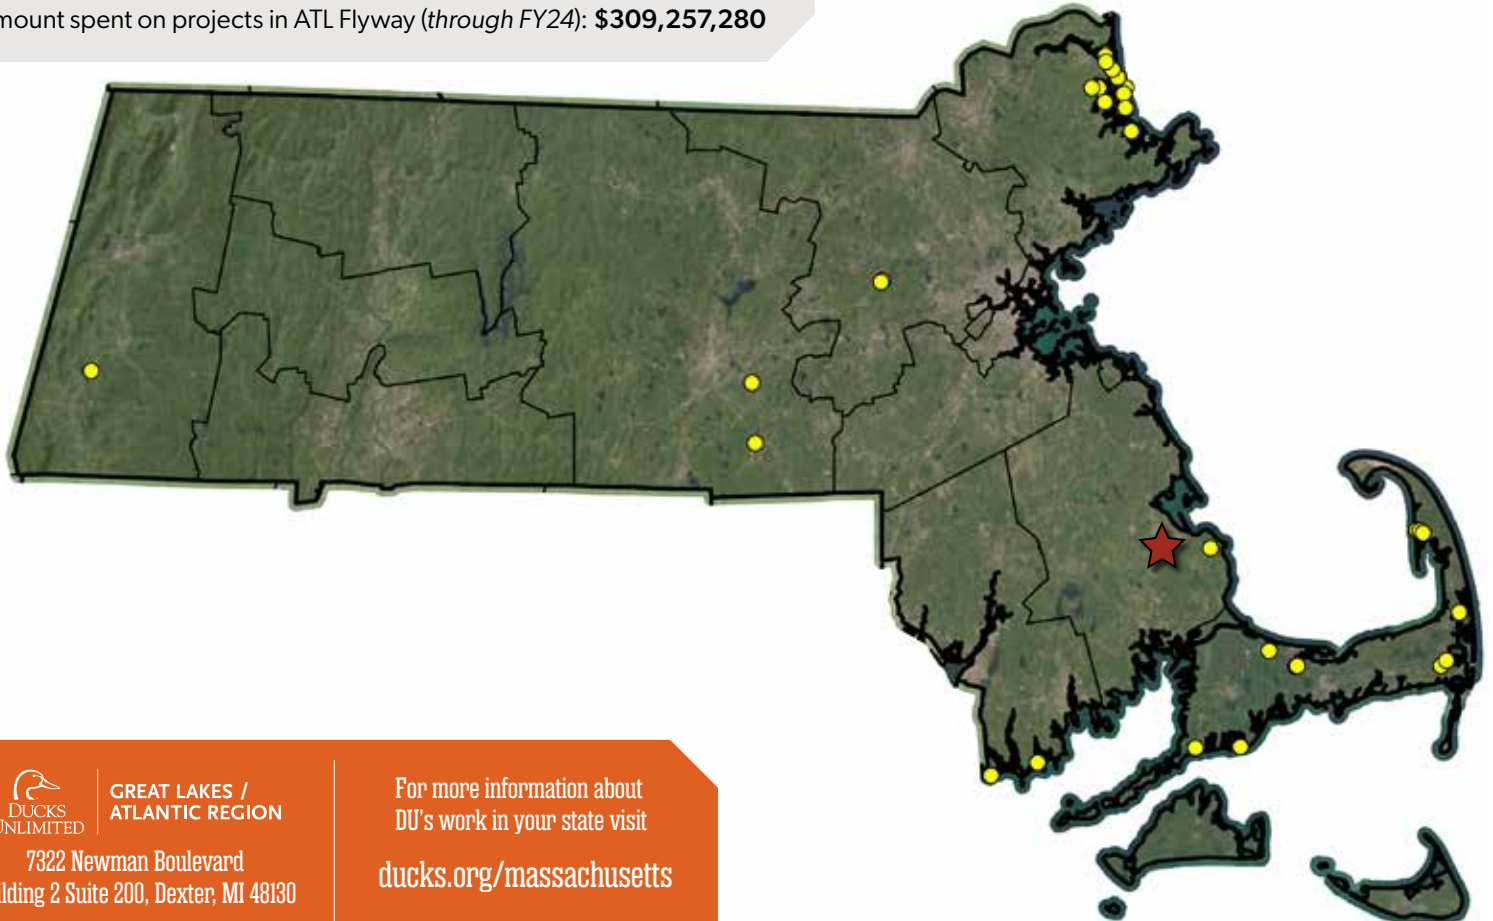 mount spent on projects in ATL Flyway (through FY24): $309,257,280
DUCKS
UNLIMITED
GREAT LAKES /
ATLANTIC REGION
7322 Newman Boulevard
ilding 2 Suite 200, Dexter, MI 48130
For more information about
DU's work in your state visit
ducks.org/massachusetts